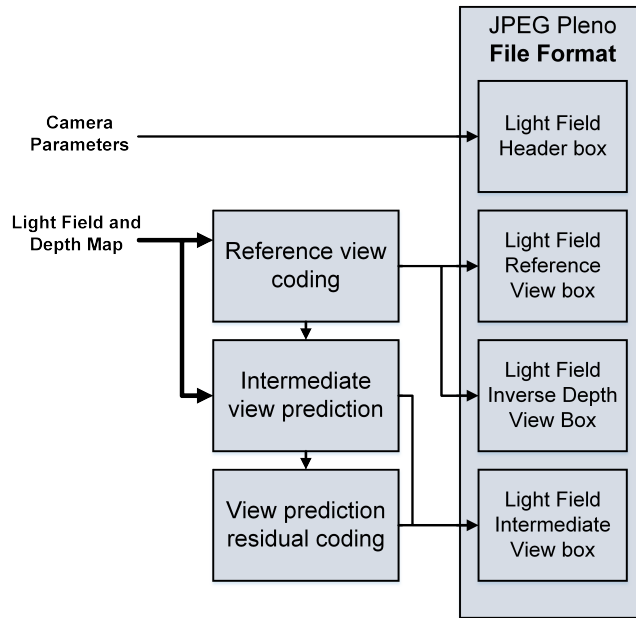 JPEG Pleno
File Format
Camera
Parameters
Light Field
Header box
Light Field and
Depth Map
Reference view
coding
Light Field
Reference
View box
Intermediate
view prediction
Light Field
Inverse Depth
View Box
View prediction
residual coding
Light Field
Intermediate
View box